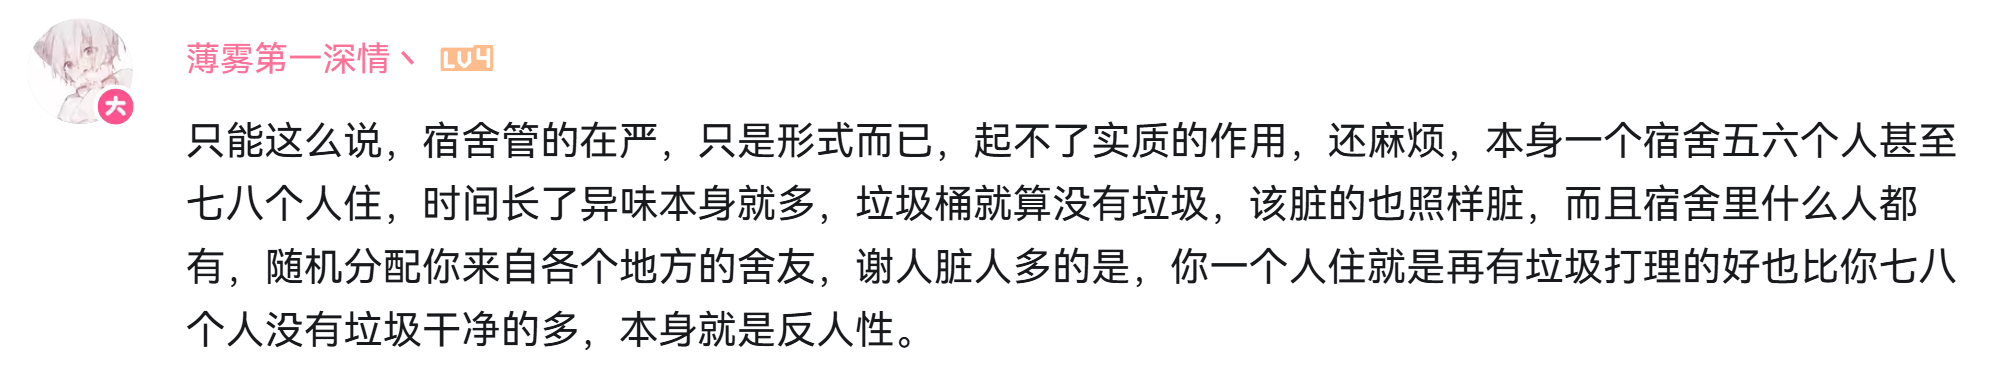 薄雾第一深情丶 LV4
大
只能这么说，宿舍管的在严，只是形式而已，起不了实质的作用，还麻烦，本身一个宿舍五六个人甚至
七八个人住，时间长了异味本身就多，垃圾桶就算没有垃圾，该脏的也照样脏，而且宿舍里什么人都
有，随机分配你来自各个地方的舍友，谢人脏人多的是，你一个人住就是再有垃圾打理的好也比你七八
个人没有垃圾干净的多，本身就是反人性。